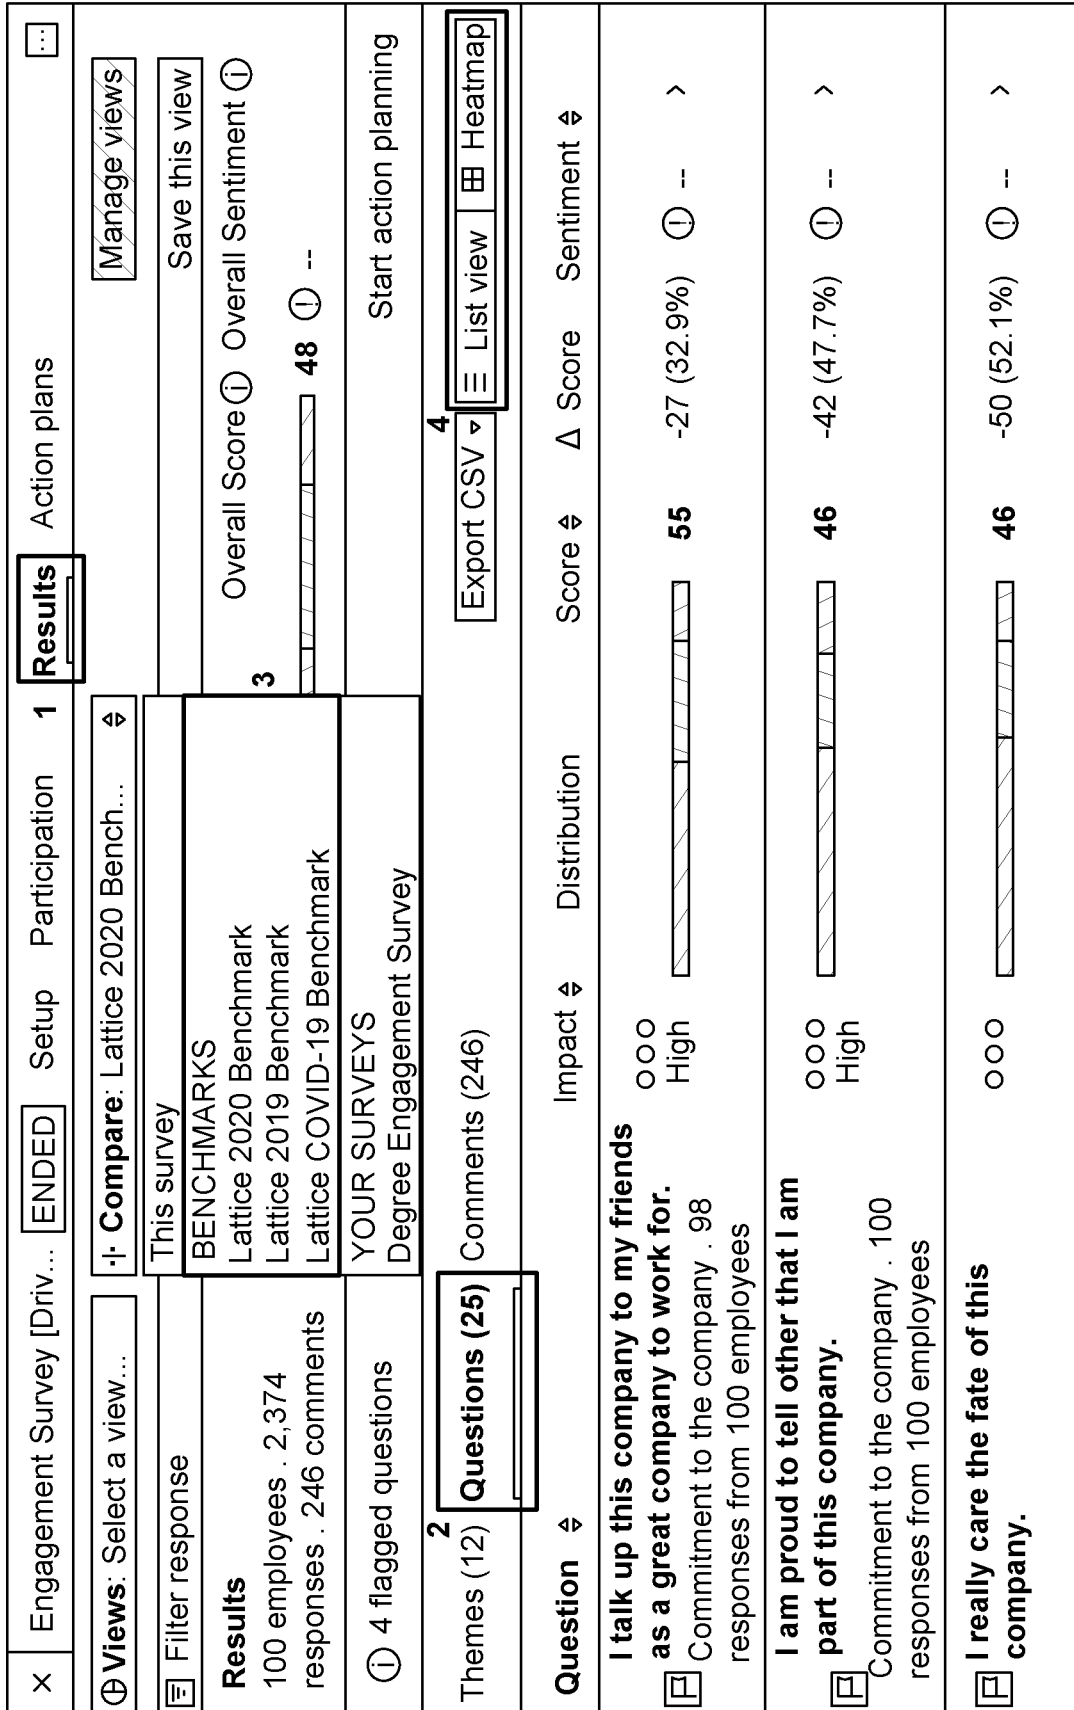 × Engagement Survey [Driv... ENDED Setup Participation 1 Results Action plans ...
Views: Select a view... Compare: Lattice 2020 Bench... Manage views
Filter response This survey Save this view
BENCHMARKS
Lattice 2020 Benchmark
Lattice 2019 Benchmark
Lattice COVID-19 Benchmark
3
YOUR SURVEYS
Degree Engagement Survey
Results Overall Score Overall Sentiment
100 employees . 2,374
responses . 246 comments 48 --
4 flagged questions Start action planning
Themes (12) 2 Questions (25) Comments (246) Export CSV 4 List view Heatmap
Question Impact Distribution Score Δ Score Sentiment
I talk up this company to my friends
as a great company to work for.
Commitment to the company . 98
responses from 100 employees
High 55 -27 (32.9%) -- >
I am proud to tell other that I am
part of this company.
Commitment to the company . 100
responses from 100 employees
High 46 -42 (47.7%) -- >
I really care the fate of this
company.
46 -50 (52.1%) -- >